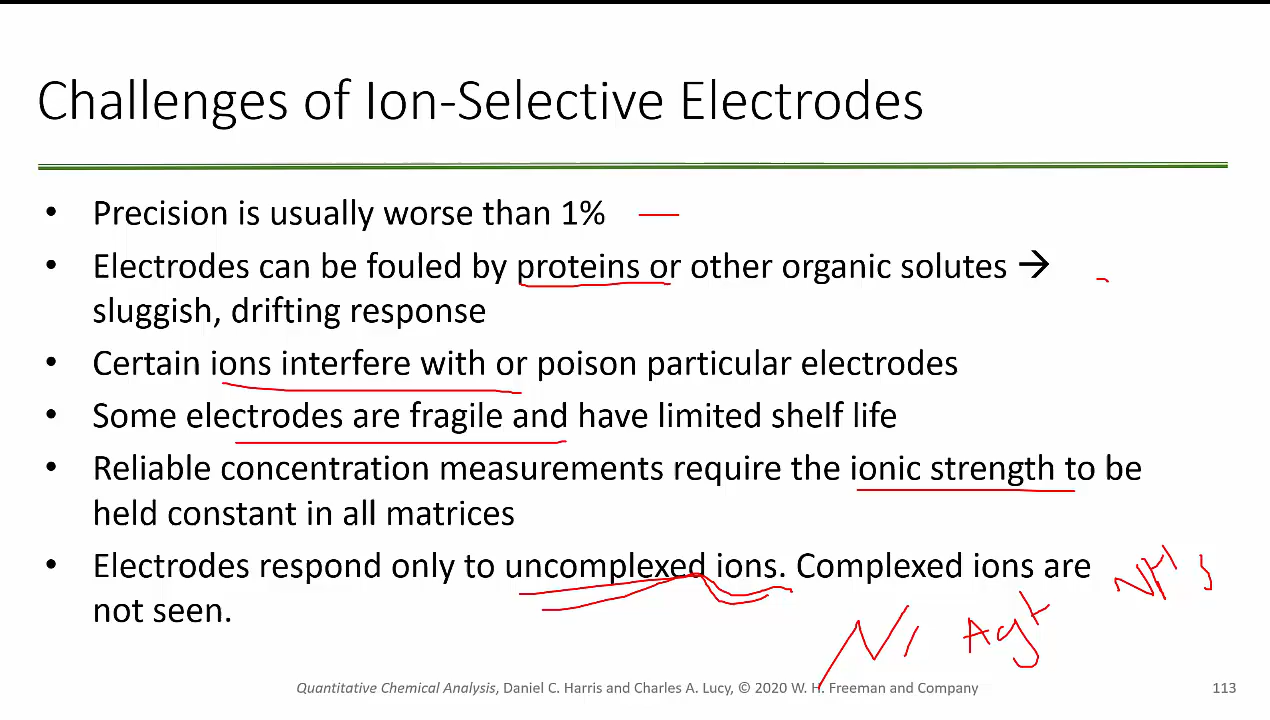 Challenges of Ion-Selective Electrodes
• Precision is usually worse than 1%
• Electrodes can be fouled by proteins or other organic solutes →
sluggish, drifting response
• Certain ions interfere with or poison particular electrodes
• Some electrodes are fragile and have limited shelf life
• Reliable concentration measurements require the ionic strength to be
held constant in all matrices
• Electrodes respond only to uncomplexed ions. Complexed ions are
not seen.
Ni Ag+ NH3
Quantitative Chemical Analysis, Daniel C. Harris and Charles A. Lucy, © 2020 W. H. Freeman and Company
113